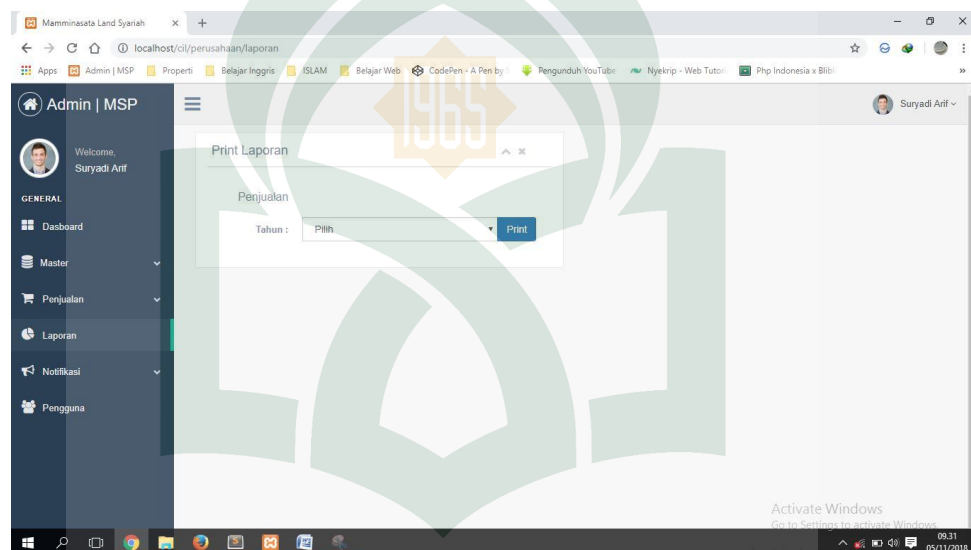 Mamminasata Land Syariah
localhost/cil/perusahaan/laporan
Apps Admin | MSP Properti Belajar Inggris ISLAM Belajar Web CodePen - A Pen by Pengunduh YouTube Nyekrip - Web Tutori Php Indonesia x Blibl
Admin | MSP
Suryadi Arif
Welcome,
Suryadi Arif
GENERAL
Dasboard
Master
Penjualan
Laporan
Notifikasi
Pengguna
Print Laporan
Penjualan
Tahun : Pilih Print
1965
Activate Windows
Go to Settings to activate Windows.
09.31
05/11/2018